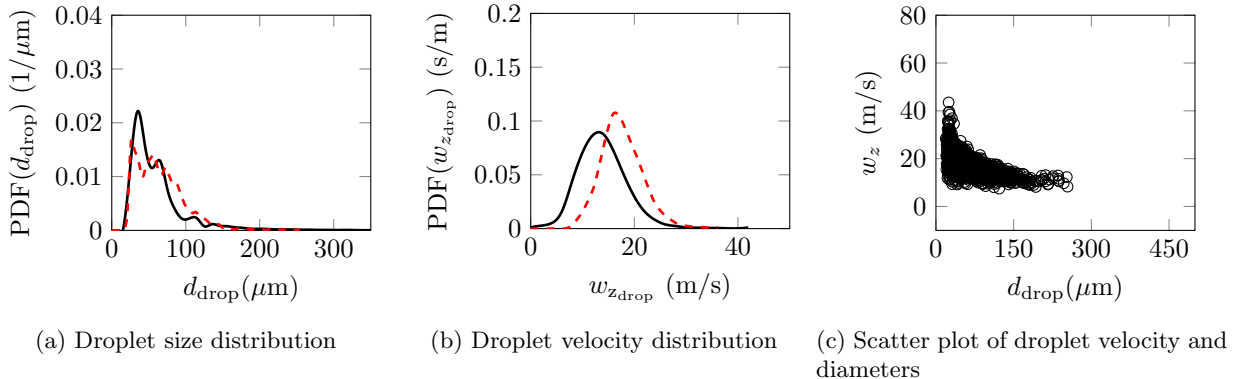 0.04
0.03
0.02
0.01
0
0
100
200
300
PDF(d_drop) (1/μm)
d_drop(μm)
(a) Droplet size distribution
0.2
0.15
0.1
0.05
0
0
20
40
PDF(w_z_drop) (s/m)
w_z_drop (m/s)
(b) Droplet velocity distribution
80
60
40
20
0
0
150
300
450
w_z (m/s)
d_drop(μm)
(c) Scatter plot of droplet velocity and
diameters